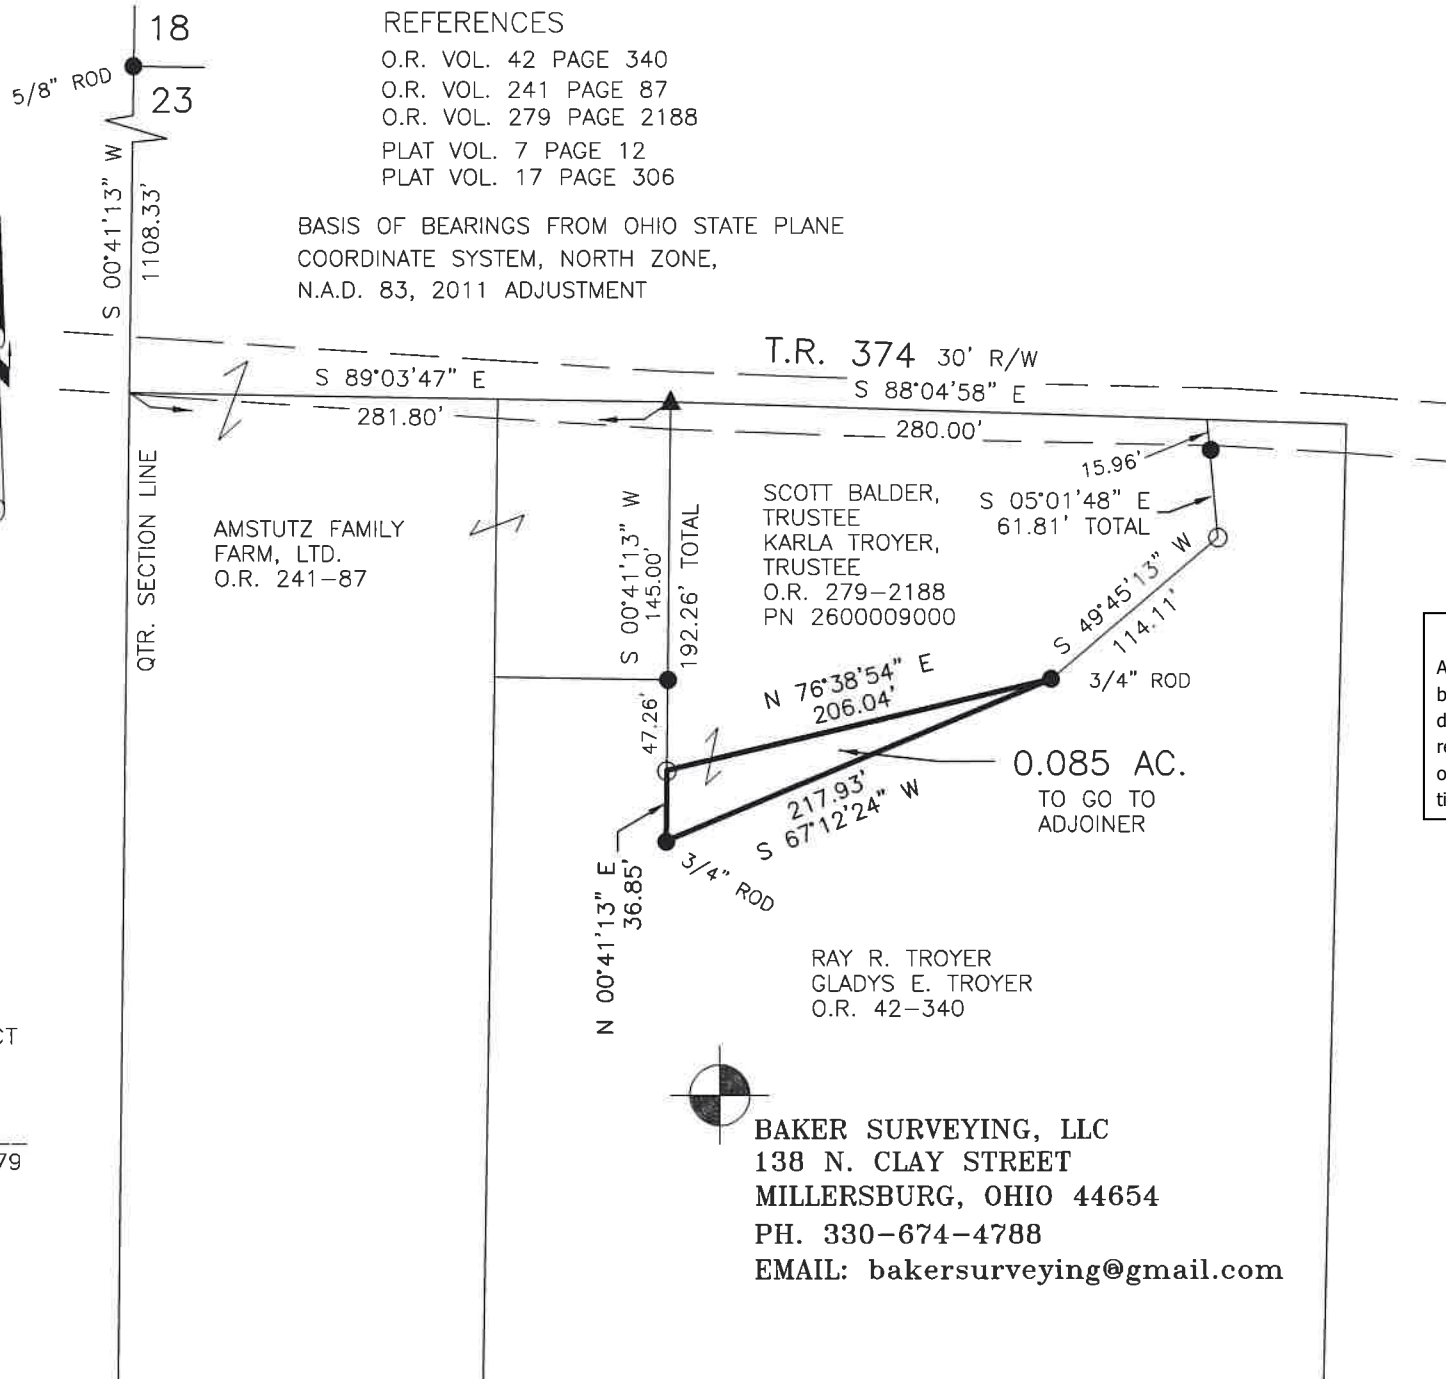 18
5/8" ROD
23
S 00°41'13" W
1108.33'
REFERENCES
O.R. VOL. 42 PAGE 340
O.R. VOL. 241 PAGE 87
O.R. VOL. 279 PAGE 2188
PLAT VOL. 7 PAGE 12
PLAT VOL. 17 PAGE 306
BASIS OF BEARINGS FROM OHIO STATE PLANE
COORDINATE SYSTEM, NORTH ZONE,
N.A.D. 83, 2011 ADJUSTMENT
T.R. 374 30' R/W
S 89°03'47" E
281.80'
S 88°04'58" E
280.00'
15.96'
S 05°01'48" E
61.81' TOTAL
QTR. SECTION LINE
AMSTUTZ FAMILY
FARM, LTD.
O.R. 241-87
S 00°41'13" W
145.00'
192.26' TOTAL
SCOTT BALDER,
TRUSTEE
KARLA TROYER,
TRUSTEE
O.R. 279-2188
PN 2600009000
S 49°45'13" W
114.11'
3/4" ROD
N 76°38'54" E
206.04'
47.26'
0.085 AC.
TO GO TO
ADJOINER
217.93'
S 67°12'24" W
3/4" ROD
N 00°41'13" E
36.85'
RAY R. TROYER
GLADYS E. TROYER
O.R. 42-340
CT
79
A
b
d
re
o
ti
BAKER SURVEYING, LLC
138 N. CLAY STREET
MILLERSBURG, OHIO 44654
PH. 330-674-4788
EMAIL: bakersurveying@gmail.com